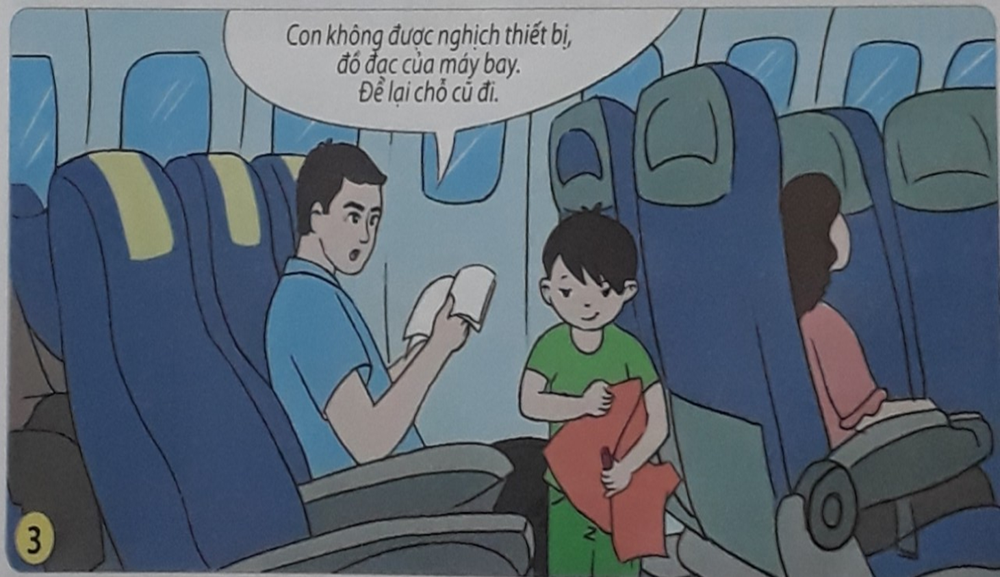 Con không được nghịch thiết bị,
đồ đạc của máy bay.
Để lại chỗ cũ đi.
3